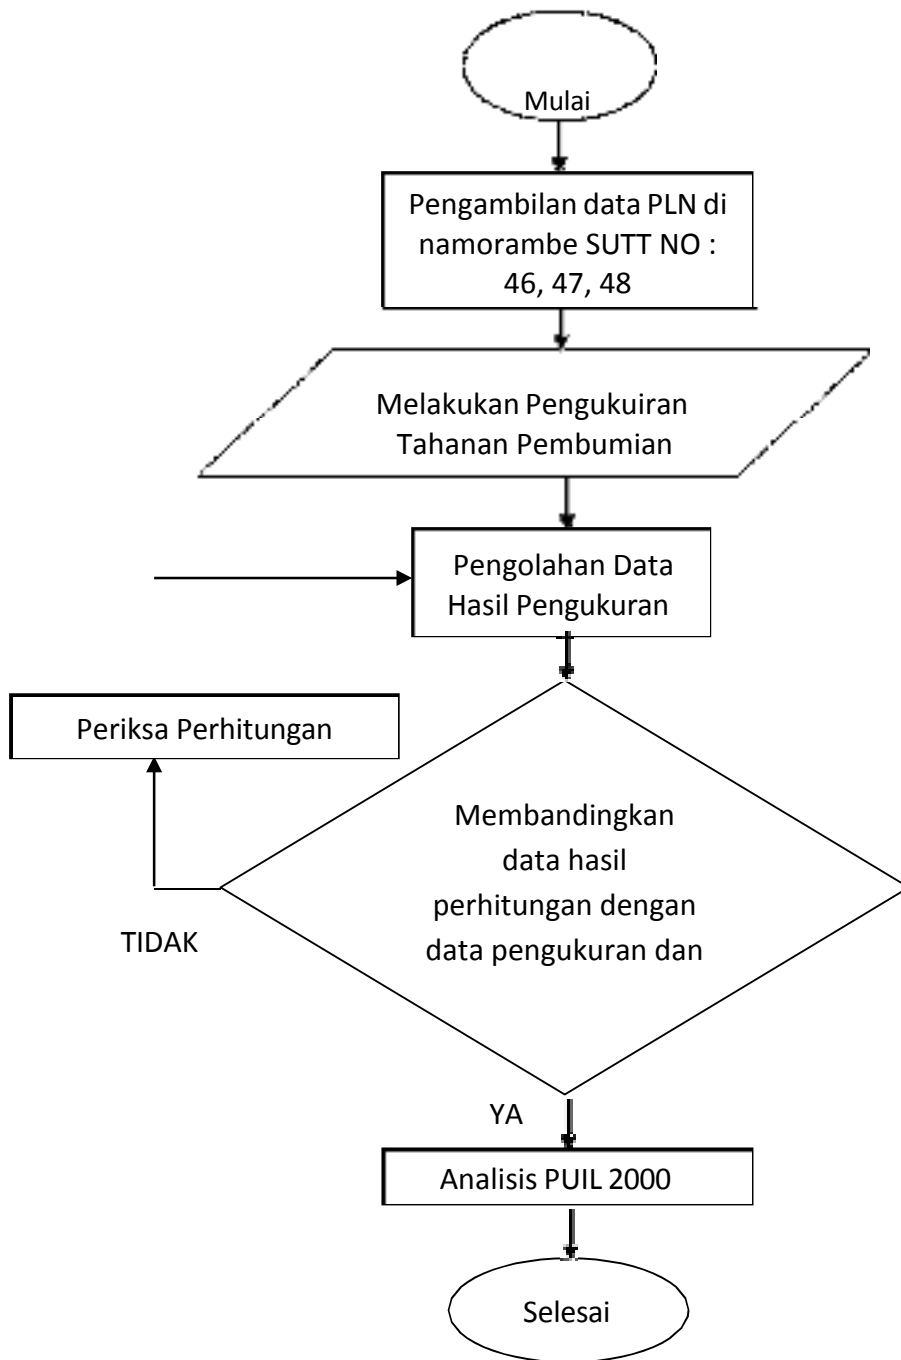 Mulai
Pengambilan data PLN di
namorambe SUTT NO :
46, 47, 48
Melakukan Pengukuiran
Tahanan Pembumian
Pengolahan Data
Hasil Pengukuran
Periksa Perhitungan
Membandingkan
data hasil
perhitungan dengan
data pengukuran dan
TIDAK
YA
Analisis PUIL 2000
Selesai